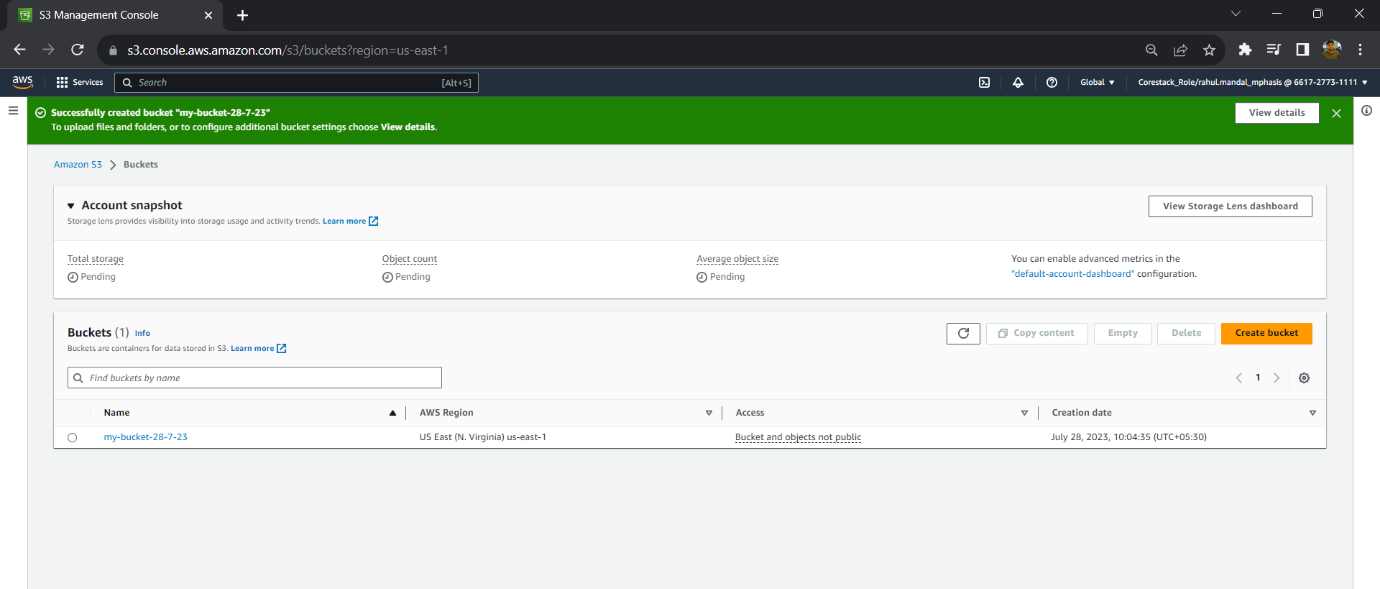 S3 Management Console
s3.console.aws.amazon.com/s3/buckets?region=us-east-1
aws Services Search [Alt+S] Global Corestack_Role/rahul.mandal_mphasis @ 6617-2773-1111
Successfully created bucket "my-bucket-28-7-23"
To upload files and folders, or to configure additional bucket settings choose View details.
View details
Amazon S3 Buckets
Account snapshot
Storage lens provides visibility into storage usage and activity trends. Learn more
View Storage Lens dashboard
Total storage
Pending
Object count
Pending
Average object size
Pending
You can enable advanced metrics in the
"default-account-dashboard" configuration.
Buckets (1) Info
Buckets are containers for data stored in S3. Learn more
Copy content Empty Delete Create bucket
Find buckets by name
1
Name AWS Region Access Creation date
my-bucket-28-7-23 US East (N. Virginia) us-east-1 Bucket and objects not public July 28, 2023, 10:04:35 (UTC+05:30)